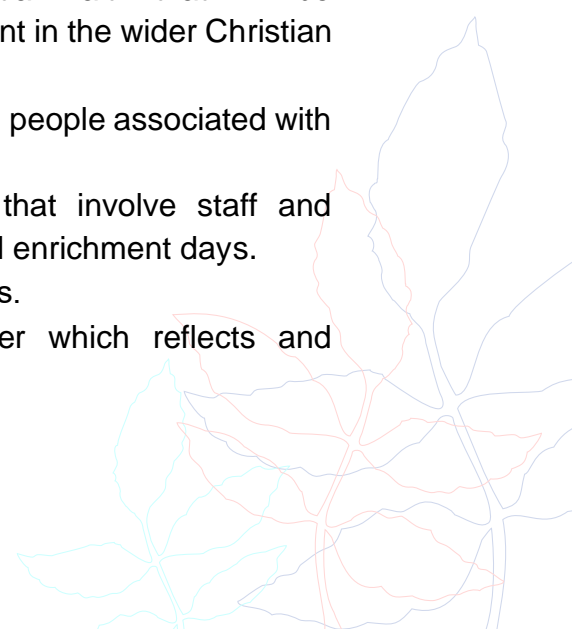 nt in the wider Christian
people associated with
that involve staff and
l enrichment days.
s.
er which reflects and